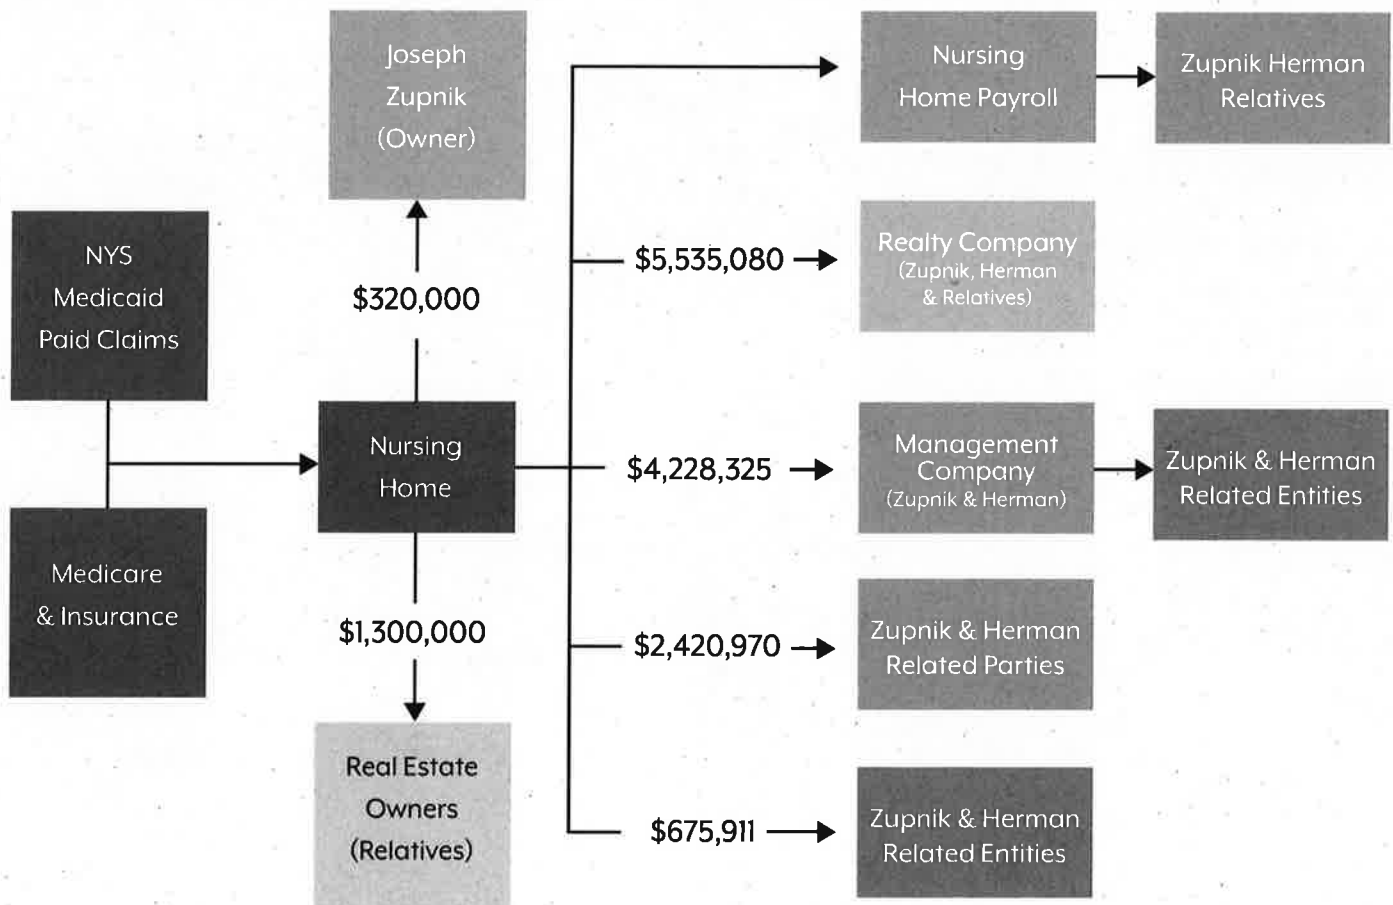 Joseph
Zupnik
(Owner)
Nursing
Home Payroll
Zupnik Herman
Relatives
NYS
Medicaid
Paid Claims
$320,000
$5,535,080
Realty Company
(Zupnik, Herman
& Relatives)
Nursing
Home
$4,228,325
Management
Company
(Zupnik & Herman)
Zupnik & Herman
Related Entities
Medicare
& Insurance
$1,300,000
$2,420,970
Zupnik & Herman
Related Parties
Real Estate
Owners
(Relatives)
$675,911
Zupnik & Herman
Related Entities